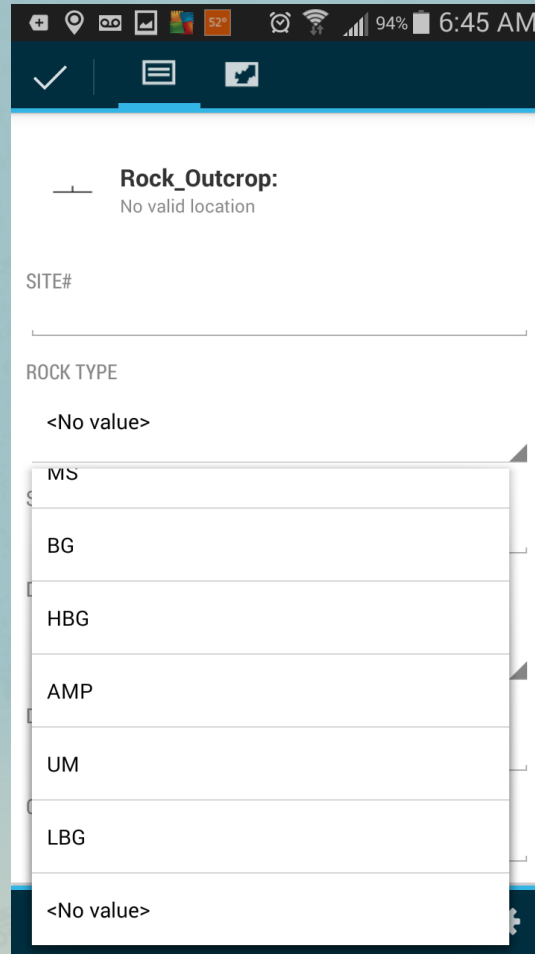 52°
94%
6:45 AM
Rock_Outcrop:
No valid location
SITE#
ROCK TYPE
<No value>
MS
BG
HBG
AMP
UM
LBG
<No value>